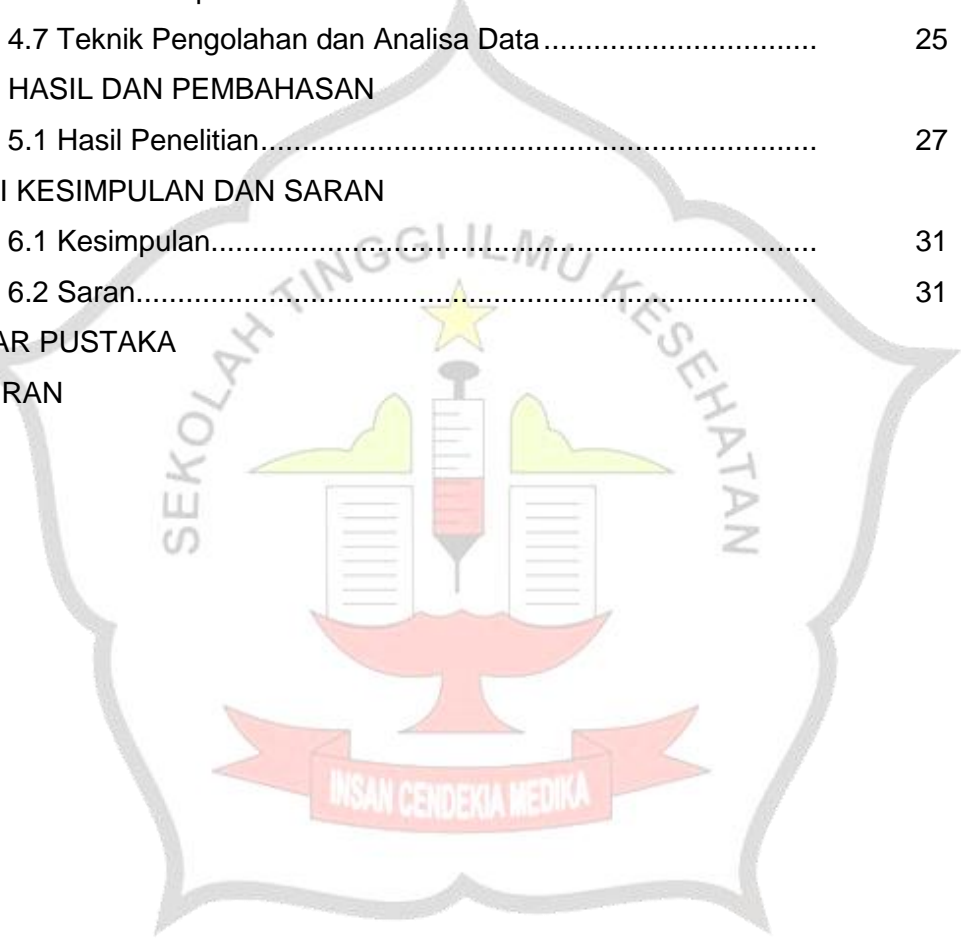 4.7 Teknik Pengolahan dan Analisa Data................................. 25
HASIL DAN PEMBAHASAN
5.1 Hasil Penelitian.................................................................... 27
I KESIMPULAN DAN SARAN
6.1 Kesimpulan.......................................................................... 31
6.2 Saran................................................................................... 31
AR PUSTAKA
RAN
SEKOLAH TINGGI ILMU KESEHATAN
INSAN CENDEKIA MEDIKA